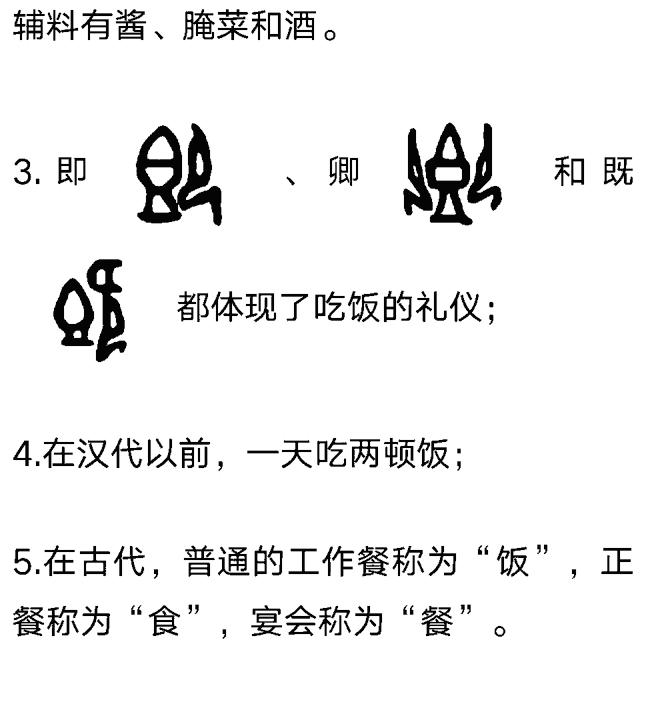 辅料有酱、腌菜和酒。
3. 即 、卿 和既
都体现了吃饭的礼仪；
4.在汉代以前，一天吃两顿饭；
5.在古代，普通的工作餐称为“饭”，正
餐称为“食”，宴会称为“餐”。